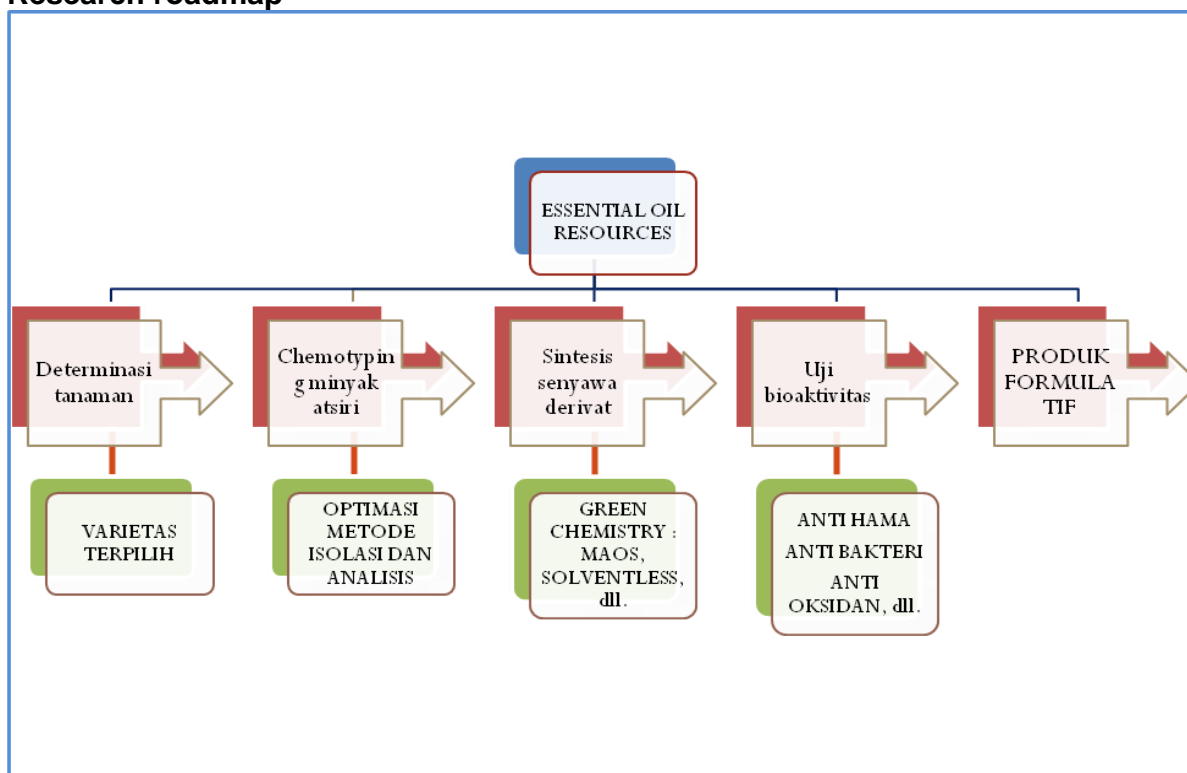 Research roadmap
ESSENTIAL OIL
RESOURCES
Determinasi
tanaman
Chemotypin
g minyak
atsiri
Sintesis
senyawa
derivat
Uji
bioaktivitas
PRODUK
FORMULA
TIF
VARIETAS
TERPILIH
OPTIMASI
METODE
ISOLASI DAN
ANALISIS
GREEN
CHEMISTRY :
MAOS,
SOLVENTLESS,
dll.
ANTI HAMA
ANTI BAKTERI
ANTI
OKSIDAN, dll.